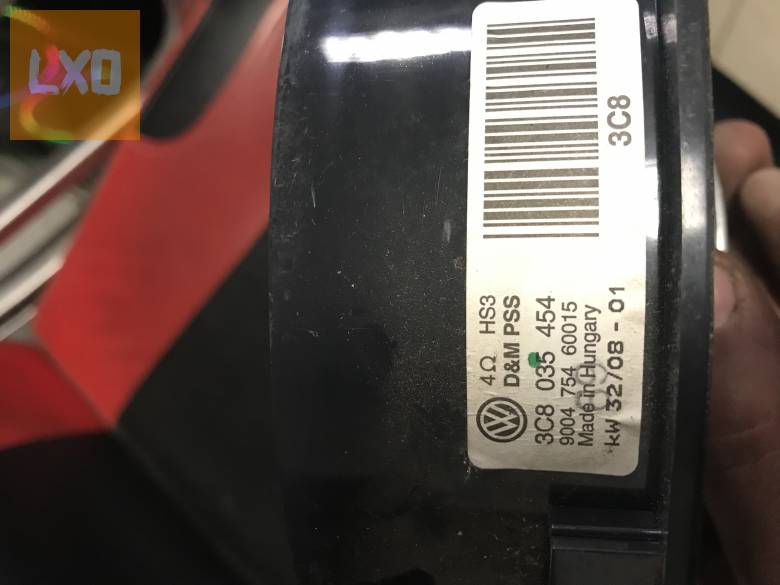 LXO
3C8
4Ω HS3
D&M PSS
3C8 035 454
9004 754 60015
Made in Hungary
kW 32/08-01